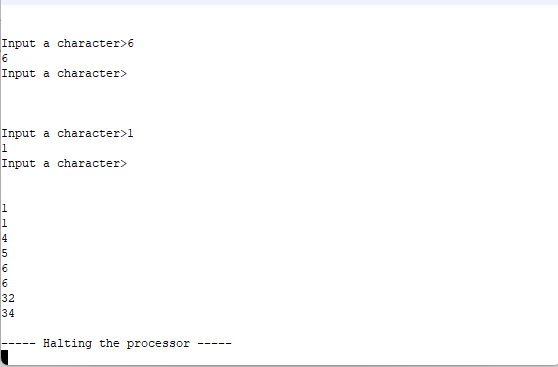 Input a character>6
6
Input a character>
Input a character>1
1
Input a character>
1
1
4
5
6
6
32
34
----- Halting the processor -----